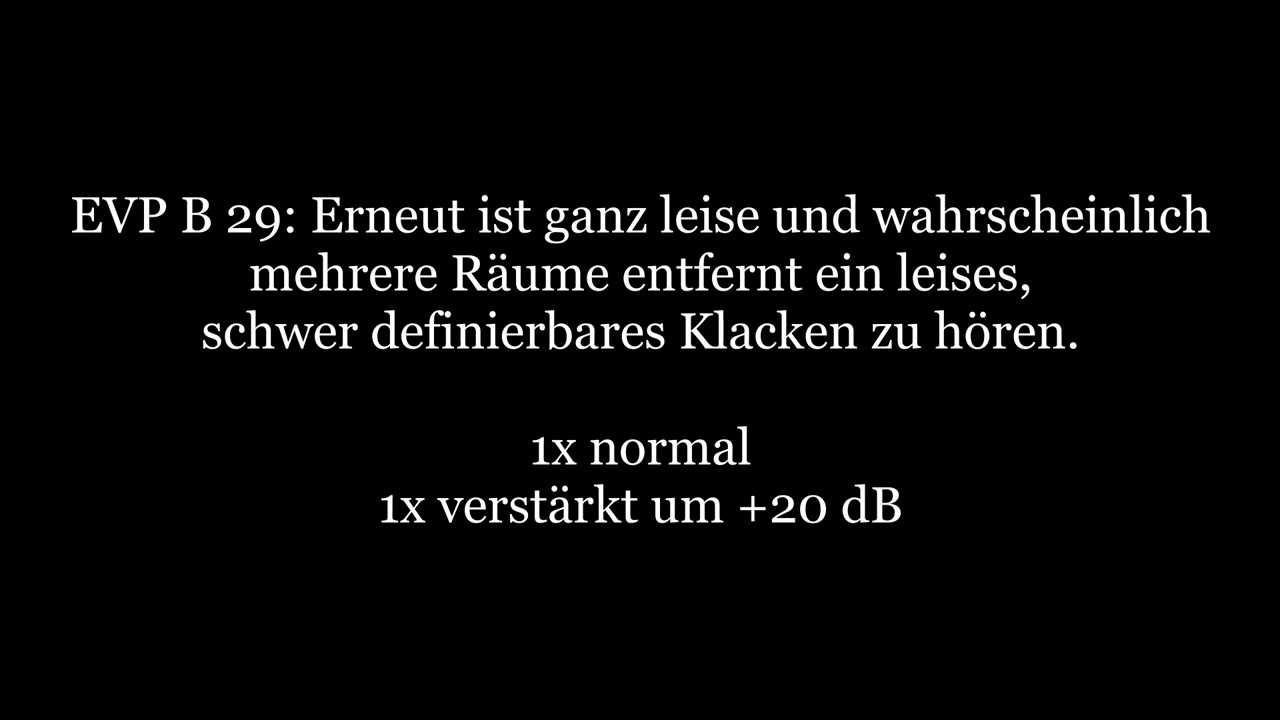 EVP B 29: Erneut ist ganz leise und wahrscheinlich
mehrere Räume entfernt ein leises,
schwer definierbares Klacken zu hören.
1x normal
1x verstärkt um +20 dB